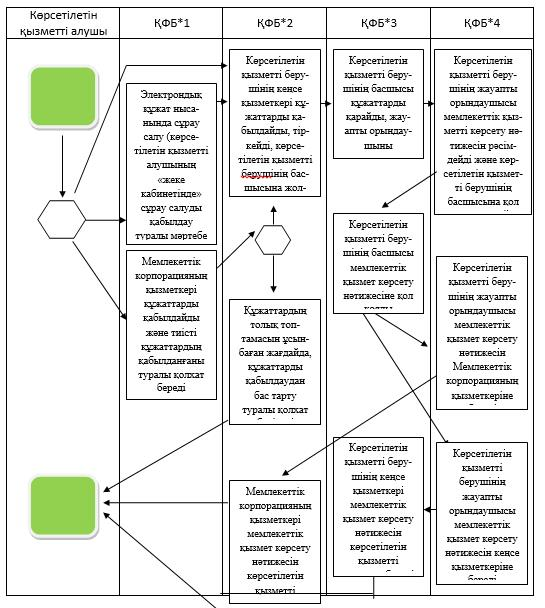 Көрсетілетін
қызметті алушы
ҚФБ*1
ҚФБ*2
ҚФБ*3
ҚФБ*4
Электрондық
құжат ныса-
нында сұрау
салу (көрсе-
тілетін қызметті
алушының
«жеке
кабинетінде»
сұрау салуды
қабылдау
туралы мәртебе
Мемлекеттік
корпорацияның
қызметкері
құжаттарды
қабылдайды
және тиісті
құжаттардың
қабылданғаны
туралы қолхат
береді
Көрсетілетін
қызметті беру-
шінің кеңсе
қызметкері құ-
жаттарды қа-
былдайды, тір-
кейді, көрсе-
тілетін қызметті
берушінің бас-
шысына жол-
Құжаттардың
толық топ-
тамасын ұсын-
баған жағдайда,
құжаттарды
қабылдаудан
бас тарту
туралы қолхат
Мемлекеттік
корпорацияның
қызметкері
мемлекеттік
қызмет көрсету
нәтижесін
көрсетілетін
қызметті
Көрсетілетін
қызметті беру-
шінің басшысы
құжаттарды
қарайды, жау-
апты орындау-
шыны
Көрсетілетін
қызметті беру-
шінің басшысы
мемлекеттік
қызмет көрсету
нәтижесіне қол
қояды
Көрсетілетін
қызметті беру-
шінің кеңсе
қызметкері
мемлекеттік
қызмет көрсету
нәтижесін
көрсетілетін
қызметті
Көрсетілетін
қызметті беру-
шінің жауапты
орындаушысы
мемлекеттік қыз-
метті көрсету нә-
тижесін рәсім-
дейді және көр-
сетілетін қызмет-
ті берушінің
басшысына қол
Көрсетілетін
қызметті беру-
шінің жауапты
орындаушысы
мемлекеттік
қызмет көрсету
нәтижесін
Мемлекеттік
корпорацияның
қызметкеріне
Көрсетілетін
қызметті
берушінің
жауапты
орындаушысы
мемлекеттік
қызмет көрсету
нәтижесін кеңсе
қызметкеріне
береді